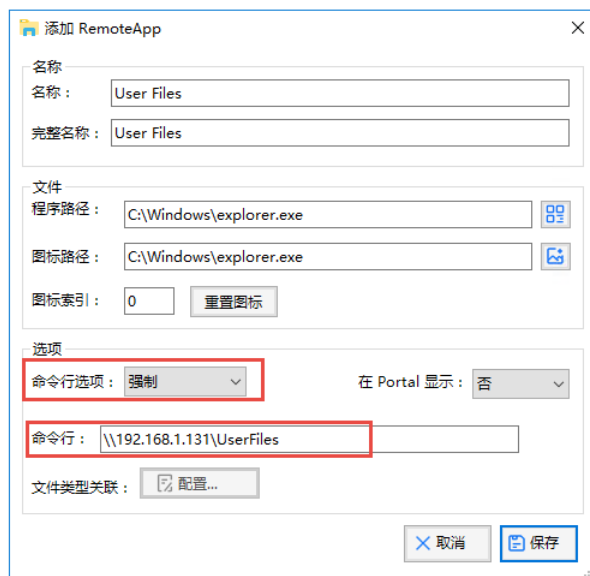 添加 RemoteApp
名称
名称： User Files
完整名称： User Files
文件
程序路径： C:\Windows\explorer.exe
图标路径： C:\Windows\explorer.exe
图标索引： 0 重置图标
选项
命令行选项： 强制 在 Portal 显示： 否
命令行： \\192.168.1.131\UserFiles
文件类型关联： 配置...
取消 保存